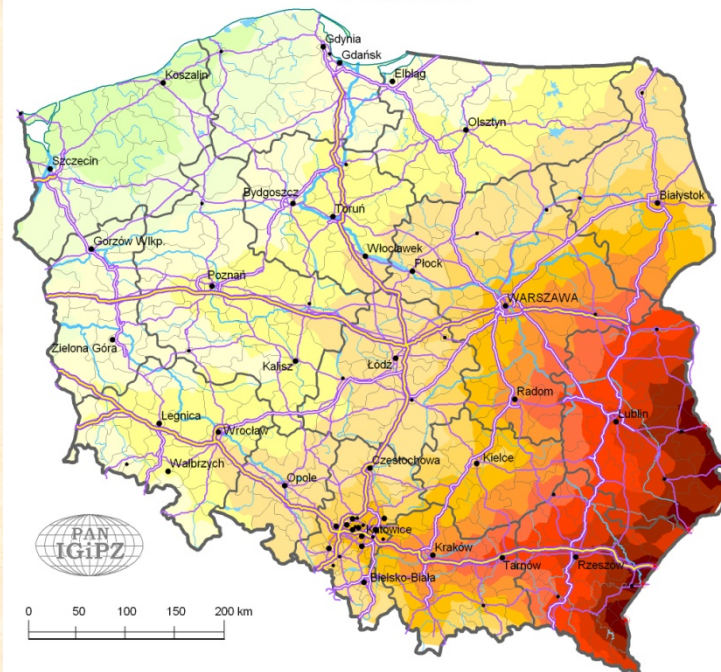 Gdynia
Gdańsk
Koszalin
Elbląg
Olsztyn
Szczecin
Bydgoszcz
Toruń
Białystok
Gorzów Wlkp.
Włocławek
Płock
Poznań
WARSZAWA
Zielona Góra
Kalisz
Łódź
Radom
Lublin
Legnica
Wrocław
Wałbrzych
Opole
Częstochowa
Kielce
PAN
IGiPZ
Katowice
Kraków
Tarnów
Rzeszów
Bielsko-Biała
0 50 100 150 200 km